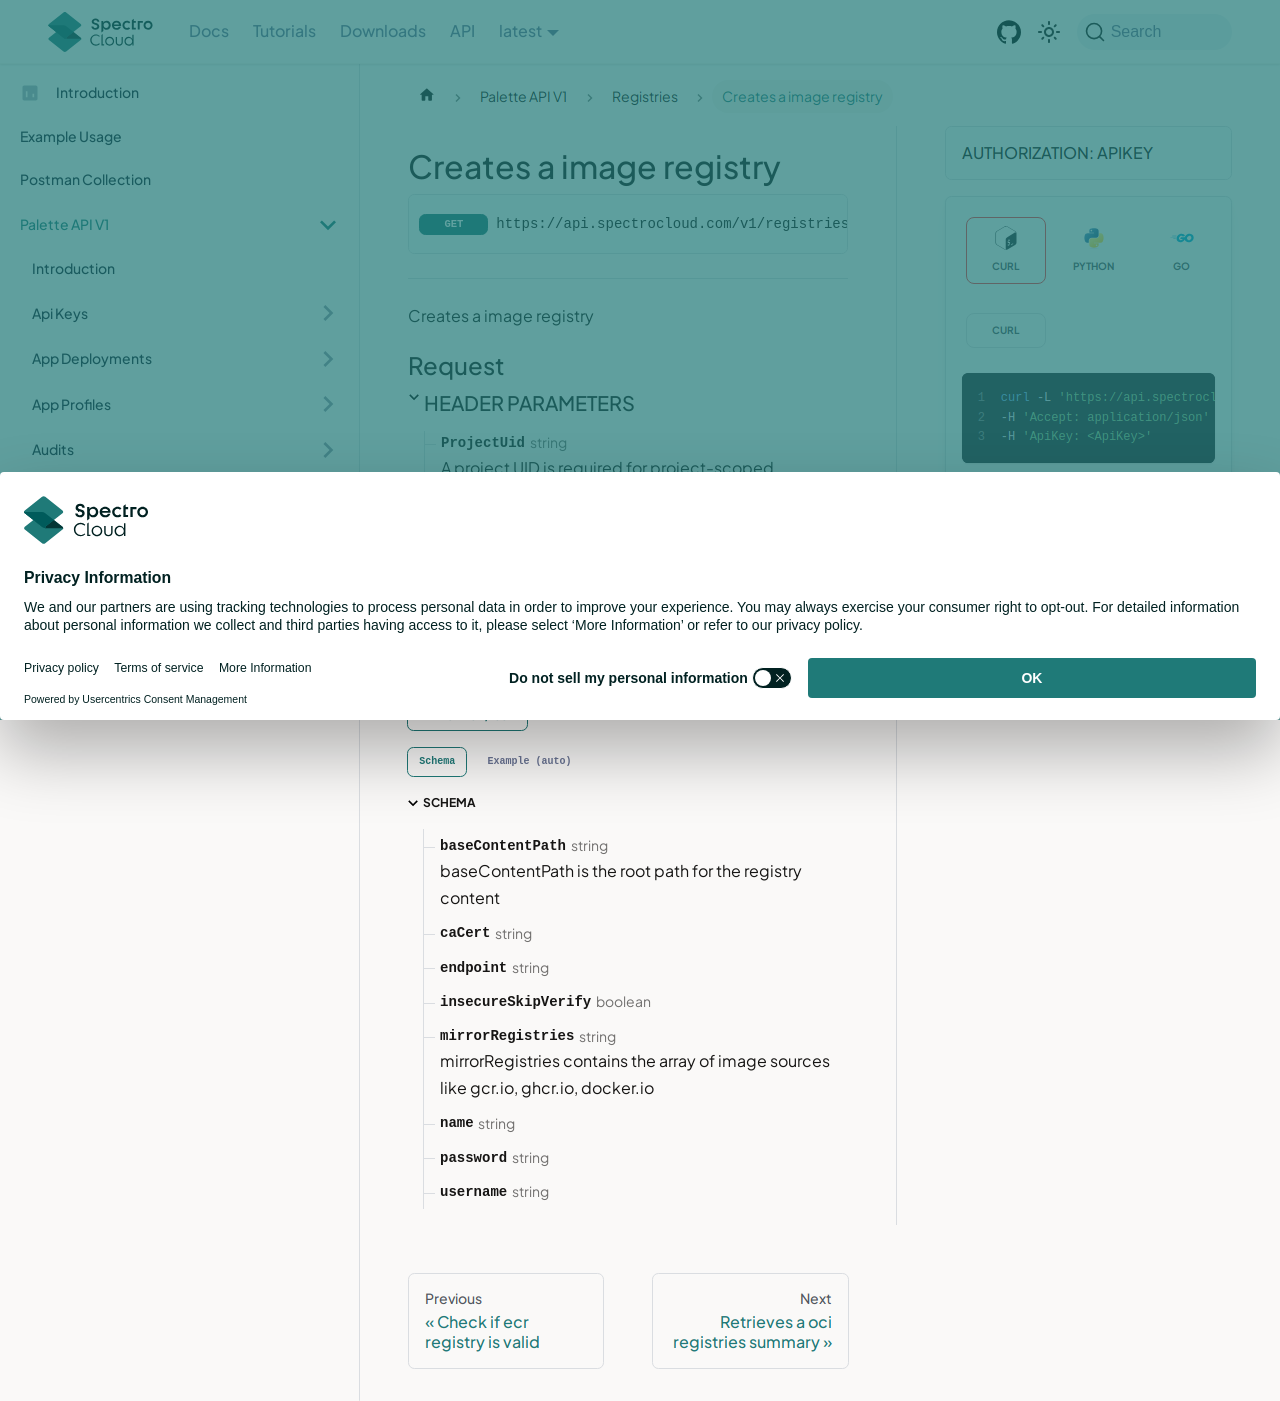 Spectro Cloud
Docs
Tutorials
Downloads
API
latest
Search
Introduction
Example Usage
Postman Collection
Palette API V1
Introduction
Api Keys
App Deployments
App Profiles
Audits
Palette API V1
Registries
Creates a image registry
Creates a image registry
GET https://api.spectrocloud.com/v1/registries
Creates a image registry
Request
HEADER PARAMETERS
ProjectUid string
A project UID is required for project-scoped
AUTHORIZATION: APIKEY
CURL
PYTHON
GO
CURL
1 curl -L 'https://api.spectrocl
2 -H 'Accept: application/json'
3 -H 'ApiKey: <ApiKey>'
Spectro Cloud
Privacy Information
We and our partners are using tracking technologies to process personal data in order to improve your experience. You may always exercise your consumer right to opt-out. For detailed information
about personal information we collect and third parties having access to it, please select ‘More Information’ or refer to our privacy policy.
Privacy policy
Terms of service
More Information
Powered by Usercentrics Consent Management
Do not sell my personal information
OK
Schema
Example (auto)
SCHEMA
baseContentPath string
baseContentPath is the root path for the registry
content
caCert string
endpoint string
insecureSkipVerify boolean
mirrorRegistries string
mirrorRegistries contains the array of image sources
like gcr.io, ghcr.io, docker.io
name string
password string
username string
Previous
« Check if ecr
registry is valid
Next
Retrieves a oci
registries summary »